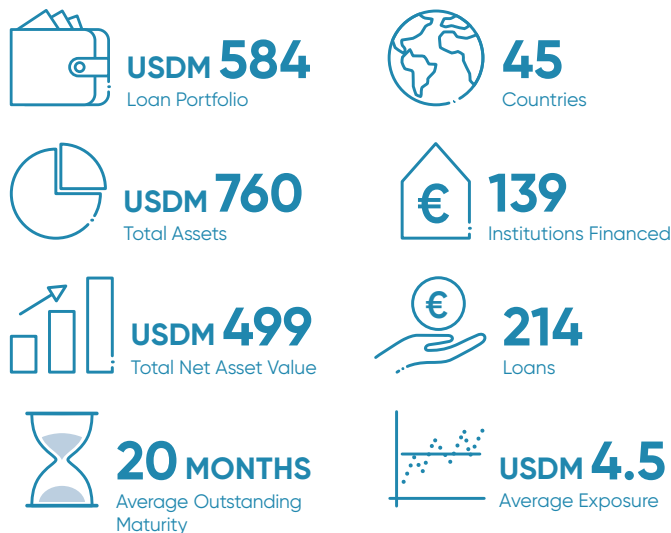 USDM 584
Loan Portfolio
45
Countries
USDM 760
Total Assets
€
139
Institutions Financed
USDM 499
Total Net Asset Value
€
214
Loans
20 MONTHS
Average Outstanding
Maturity
USDM 4.5
Average Exposure